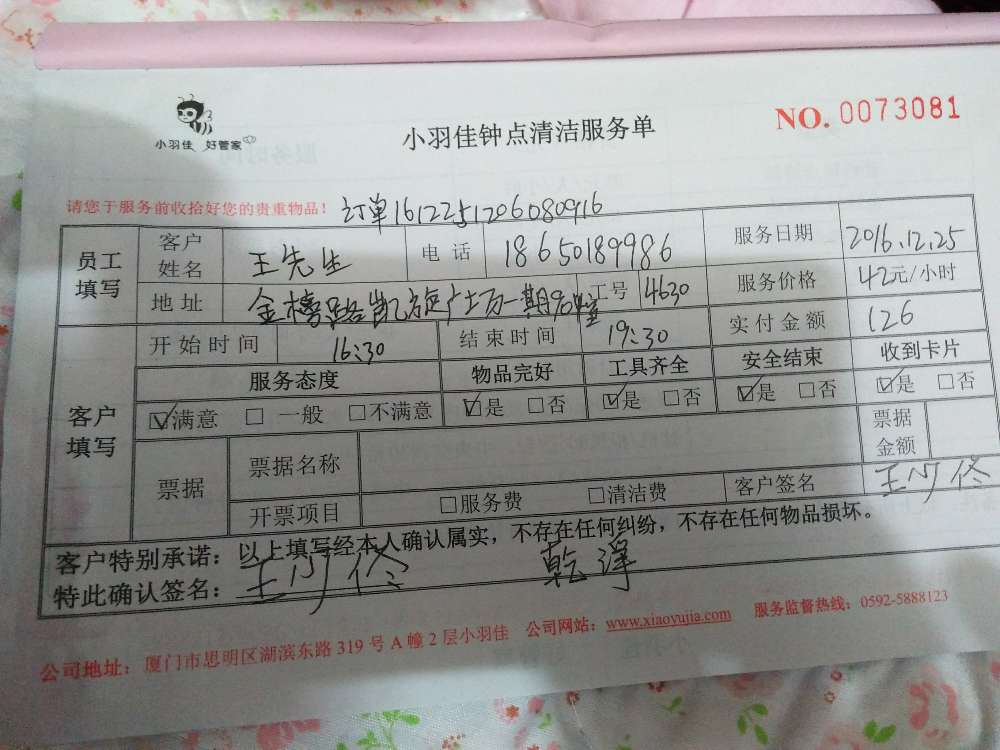 小羽佳 好管家
小羽佳钟点清洁服务单
NO. 0073081
请您于服务前收拾好您的贵重物品！ 订单161225120608091​6
员工填写 客户姓名 王先生 电话 18650189986 服务日期 2016.12.25
地址 金榜路凯旋广场一期 工号 4630 服务价格 42元/小时
客户填写 开始时间 16:30 结束时间 19:30 实付金额 126
服务态度 物品完好 工具齐全 安全结束 收到卡片
☑满意 □ 一般 □不满意 ☑是 □否 ☑是 □否 ☑是 □否 ☑是 □否
票据 票据名称 票据金额
开票项目 □服务费 □清洁费 客户签名 王
客户特别承诺：以上填写经本人确认属实，不存在任何纠纷，不存在任何物品损坏。
特此确认签名： 王
公司地址：厦门市思明区湖滨东路 319 号 A 幢 2 层小羽佳 公司网站：www.xiaoyujia.com 服务监督热线：0592-5888123